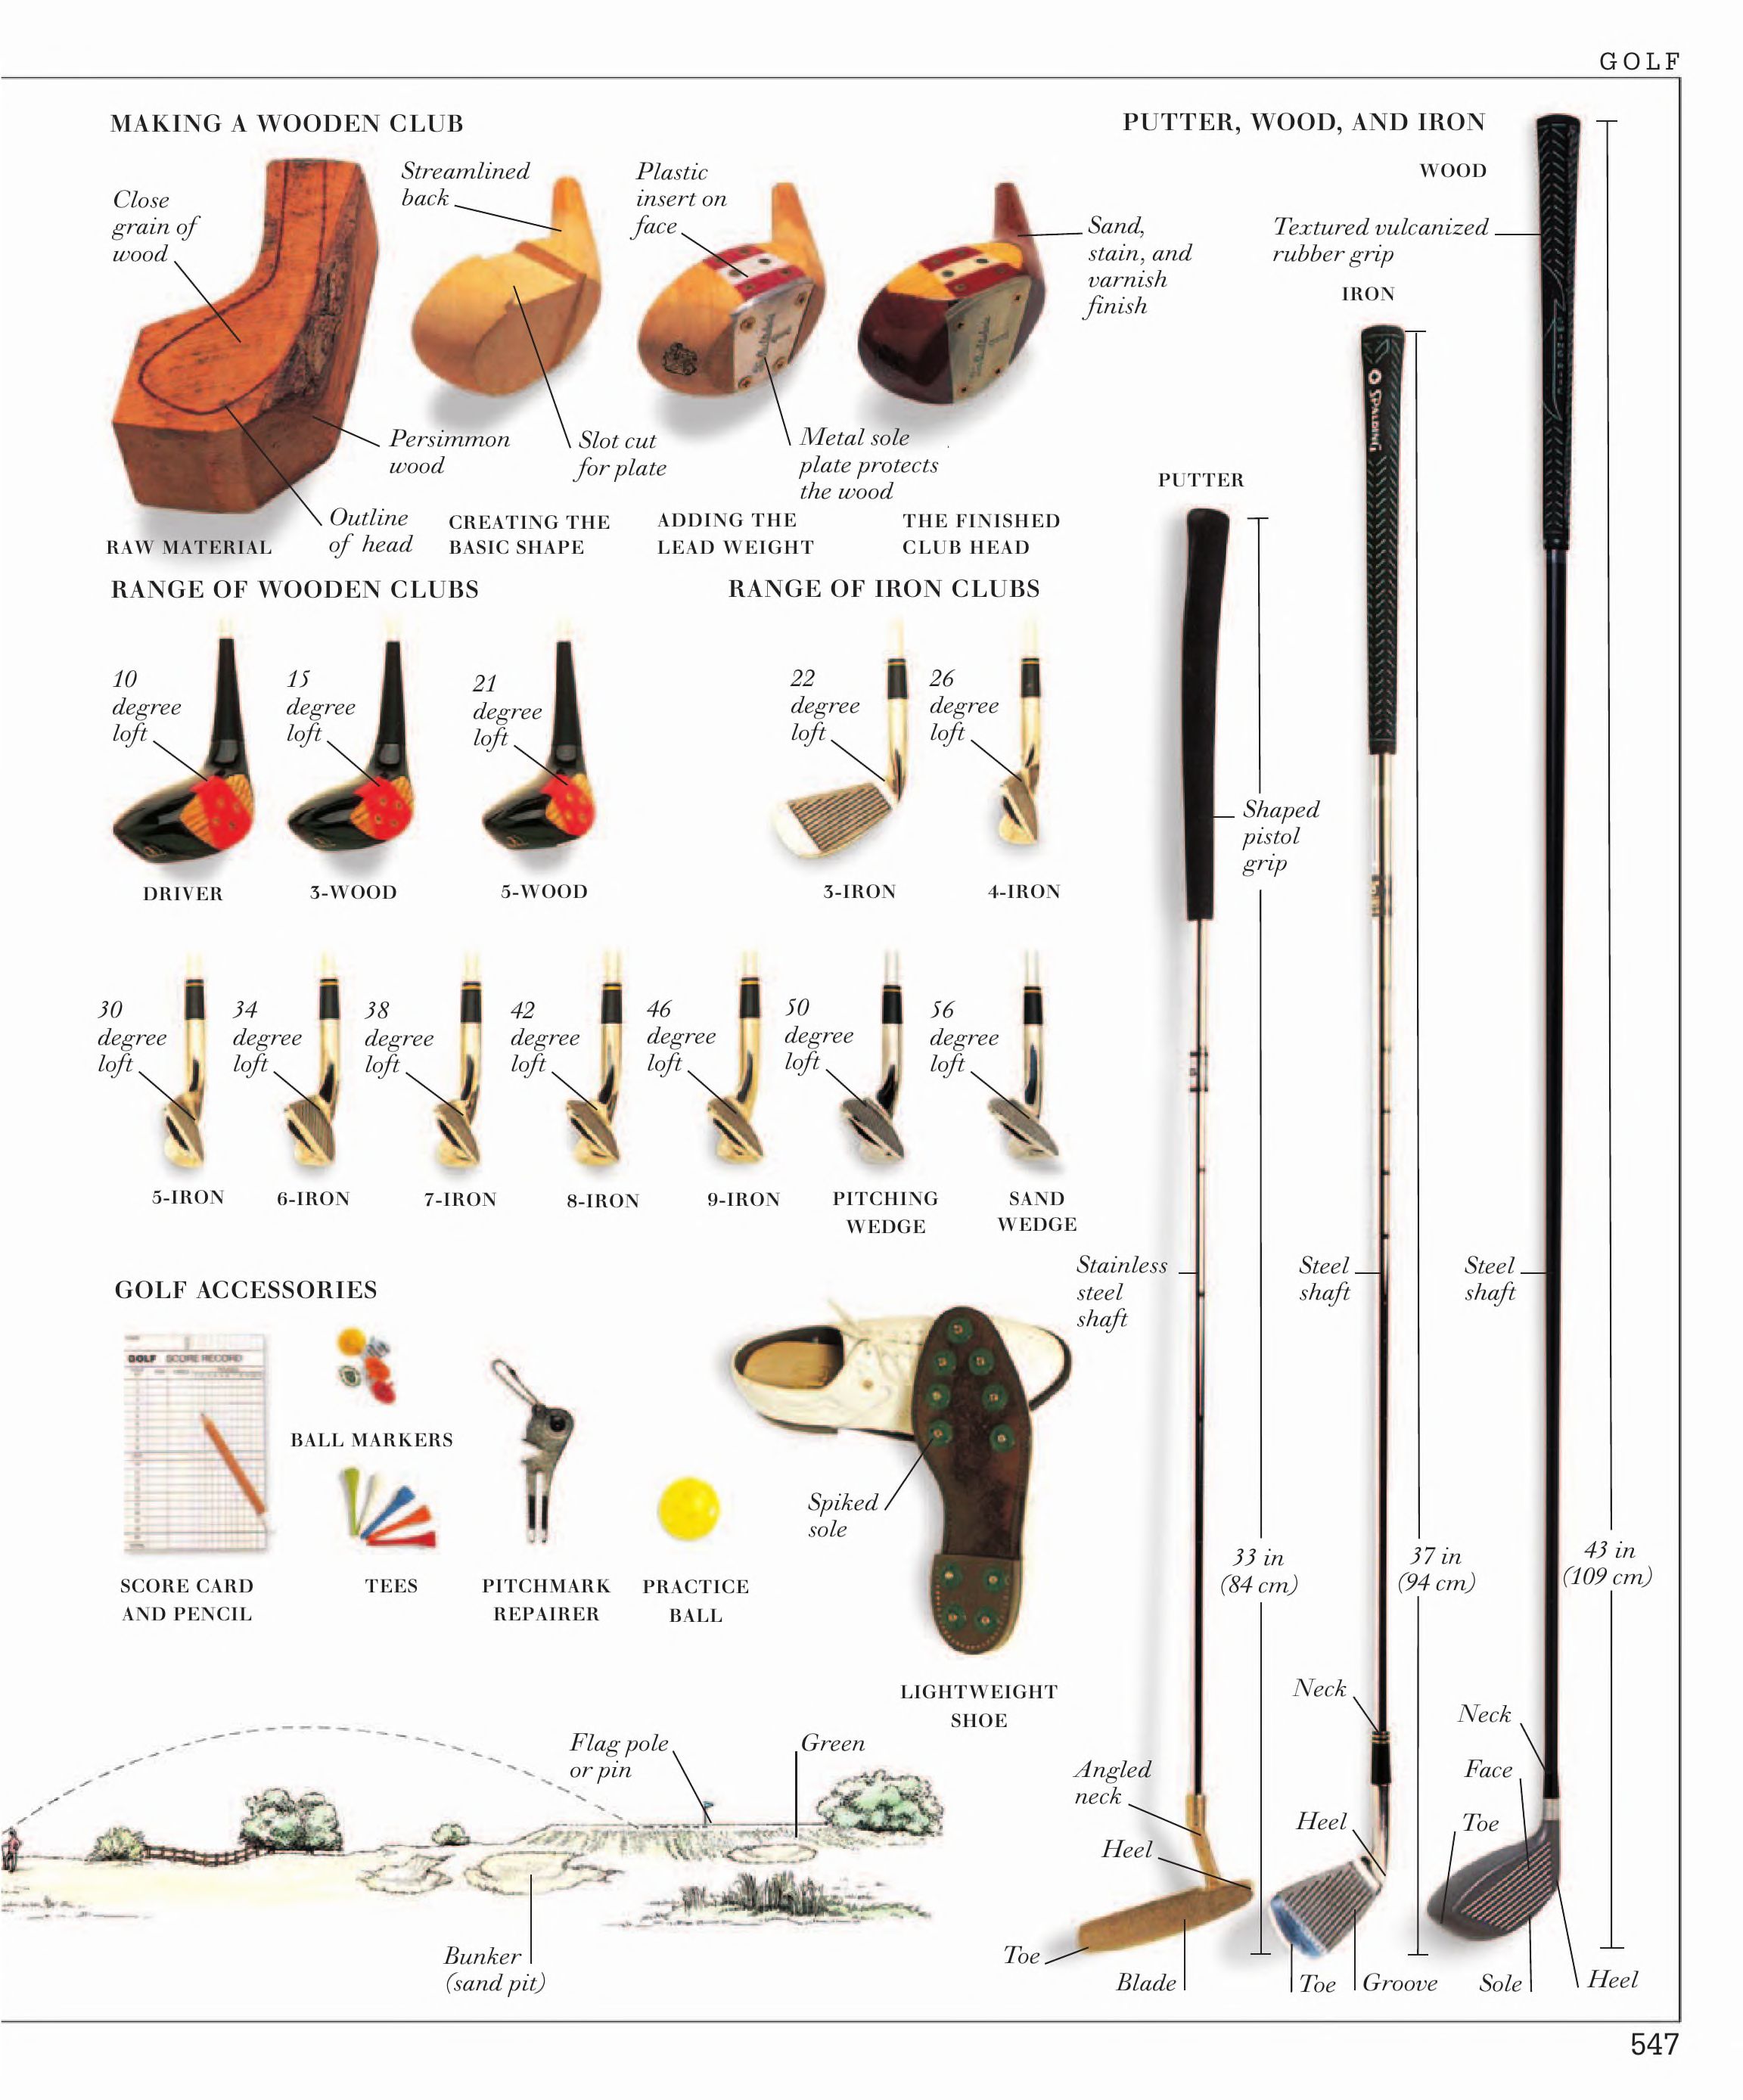 GOLF
MAKING A WOODEN CLUB
Close
grain of
wood
Streamlined
back
Plastic
insert on
face
Sand,
stain, and
varnish
finish
Persimmon
wood
Slot cut
for plate
Metal sole
plate protects
the wood
Outline
of head
RAW MATERIAL
CREATING THE
BASIC SHAPE
ADDING THE
LEAD WEIGHT
THE FINISHED
CLUB HEAD
RANGE OF WOODEN CLUBS
10
degree
loft
15
degree
loft
21
degree
loft
DRIVER
3-WOOD
5-WOOD
RANGE OF IRON CLUBS
22
degree
loft
26
degree
loft
3-IRON
4-IRON
30
degree
loft
34
degree
loft
38
degree
loft
42
degree
loft
46
degree
loft
50
degree
loft
56
degree
loft
5-IRON
6-IRON
7-IRON
8-IRON
9-IRON
PITCHING
WEDGE
SAND
WEDGE
GOLF ACCESSORIES
GOLF SCORE RECORD
SCORE CARD
AND PENCIL
BALL MARKERS
TEES
PITCHMARK
REPAIRER
PRACTICE
BALL
Spiked
sole
LIGHTWEIGHT
SHOE
Flag pole
or pin
Green
Bunker
(sand pit)
PUTTER, WOOD, AND IRON
WOOD
Textured vulcanized
rubber grip
IRON
SPALDING
PUTTER
Shaped
pistol
grip
Stainless
steel
shaft
Steel
shaft
Steel
shaft
33 in
(84 cm)
37 in
(94 cm)
43 in
(109 cm)
Angled
neck
Heel
Toe
Blade
Neck
Heel
Toe
Groove
Neck
Face
Toe
Sole
Heel
547